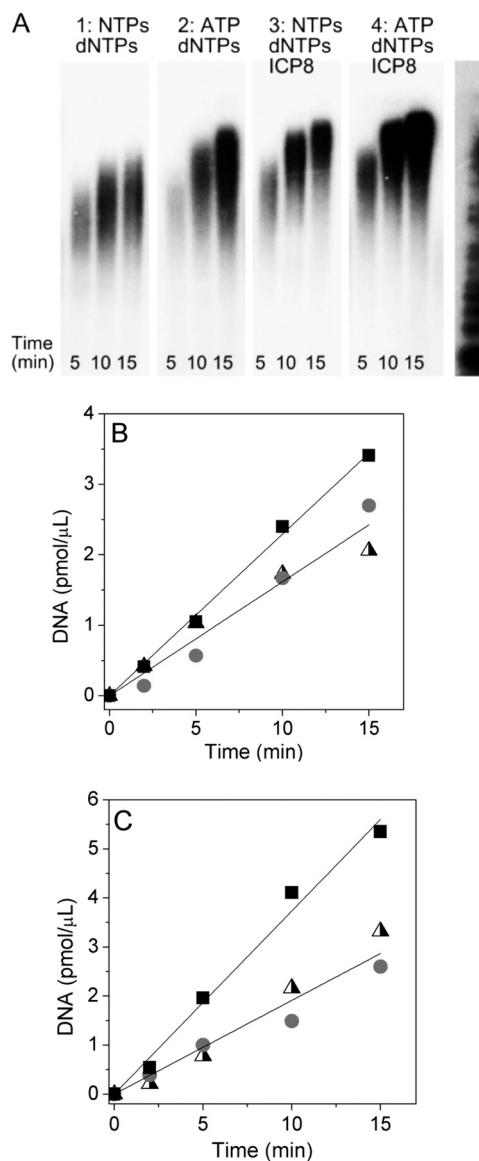 A
1: NTPs
dNTPs
2: ATP
dNTPs
3: NTPs
dNTPs
ICP8
4: ATP
dNTPs
ICP8
Time
(min) 5 10 15 5 10 15 5 10 15 5 10 15
B
4
3
2
1
0
DNA (pmol/µL)
0 5 10 15
Time (min)
C
6
5
4
3
2
1
0
DNA (pmol/µL)
0 5 10 15
Time (min)